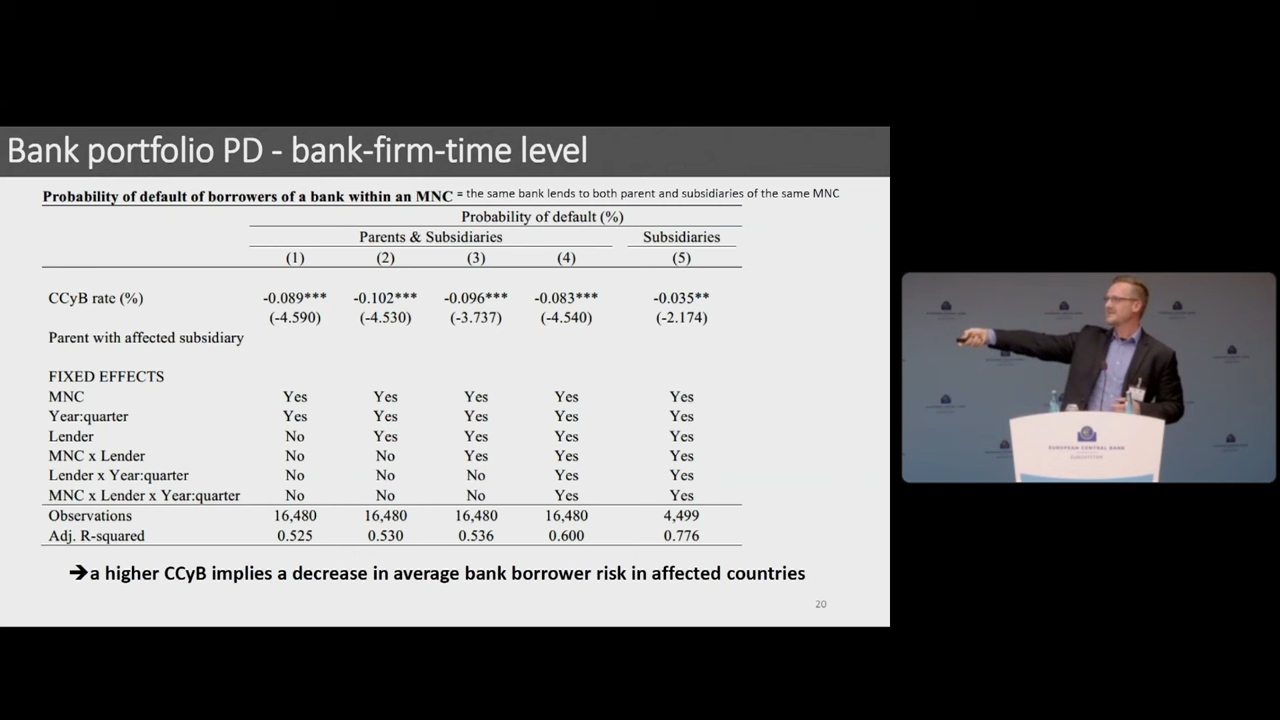 Bank portfolio PD - bank-firm-time level
Probability of default of borrowers of a bank within an MNC = the same bank lends to both parent and subsidiaries of the same MNC
Probability of default (%)
Parents & Subsidiaries Subsidiaries
(1) (2) (3) (4) (5)
CCyB rate (%) -0.089*** -0.102*** -0.096*** -0.083*** -0.035**
(-4.590) (-4.530) (-3.737) (-4.540) (-2.174)
Parent with affected subsidiary
FIXED EFFECTS
MNC Yes Yes Yes Yes Yes
Year:quarter Yes Yes Yes Yes Yes
Lender No Yes Yes Yes Yes
MNC x Lender No No Yes Yes Yes
Lender x Year:quarter No No No Yes Yes
MNC x Lender x Year:quarter No No No Yes Yes
Observations 16,480 16,480 16,480 16,480 4,499
Adj. R-squared 0.525 0.530 0.536 0.600 0.776
➔a higher CCyB implies a decrease in average bank borrower risk in affected countries
20
EUROPEAN CENTRAL BANK
EUROSYSTEM